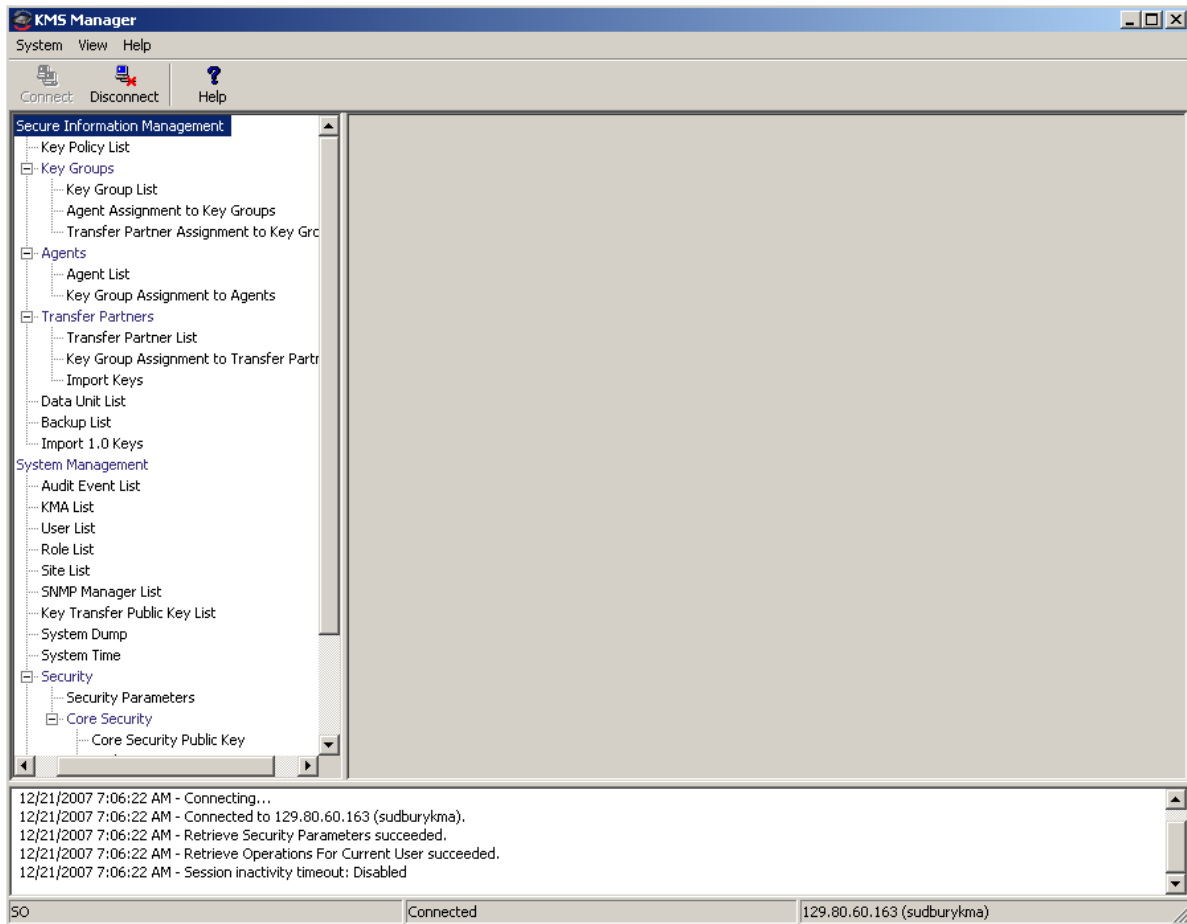 KMS Manager
System View Help
Connect Disconnect Help
Secure Information Management
Key Policy List
Key Groups
Key Group List
Agent Assignment to Key Groups
Transfer Partner Assignment to Key Grc
Agents
Agent List
Key Group Assignment to Agents
Transfer Partners
Transfer Partner List
Key Group Assignment to Transfer Partr
Import Keys
Data Unit List
Backup List
Import 1.0 Keys
System Management
Audit Event List
KMA List
User List
Role List
Site List
SNMP Manager List
Key Transfer Public Key List
System Dump
System Time
Security
Security Parameters
Core Security
Core Security Public Key
12/21/2007 7:06:22 AM - Connecting...
12/21/2007 7:06:22 AM - Connected to 129.80.60.163 (sudburykma).
12/21/2007 7:06:22 AM - Retrieve Security Parameters succeeded.
12/21/2007 7:06:22 AM - Retrieve Operations For Current User succeeded.
12/21/2007 7:06:22 AM - Session inactivity timeout: Disabled
SO Connected 129.80.60.163 (sudburykma)